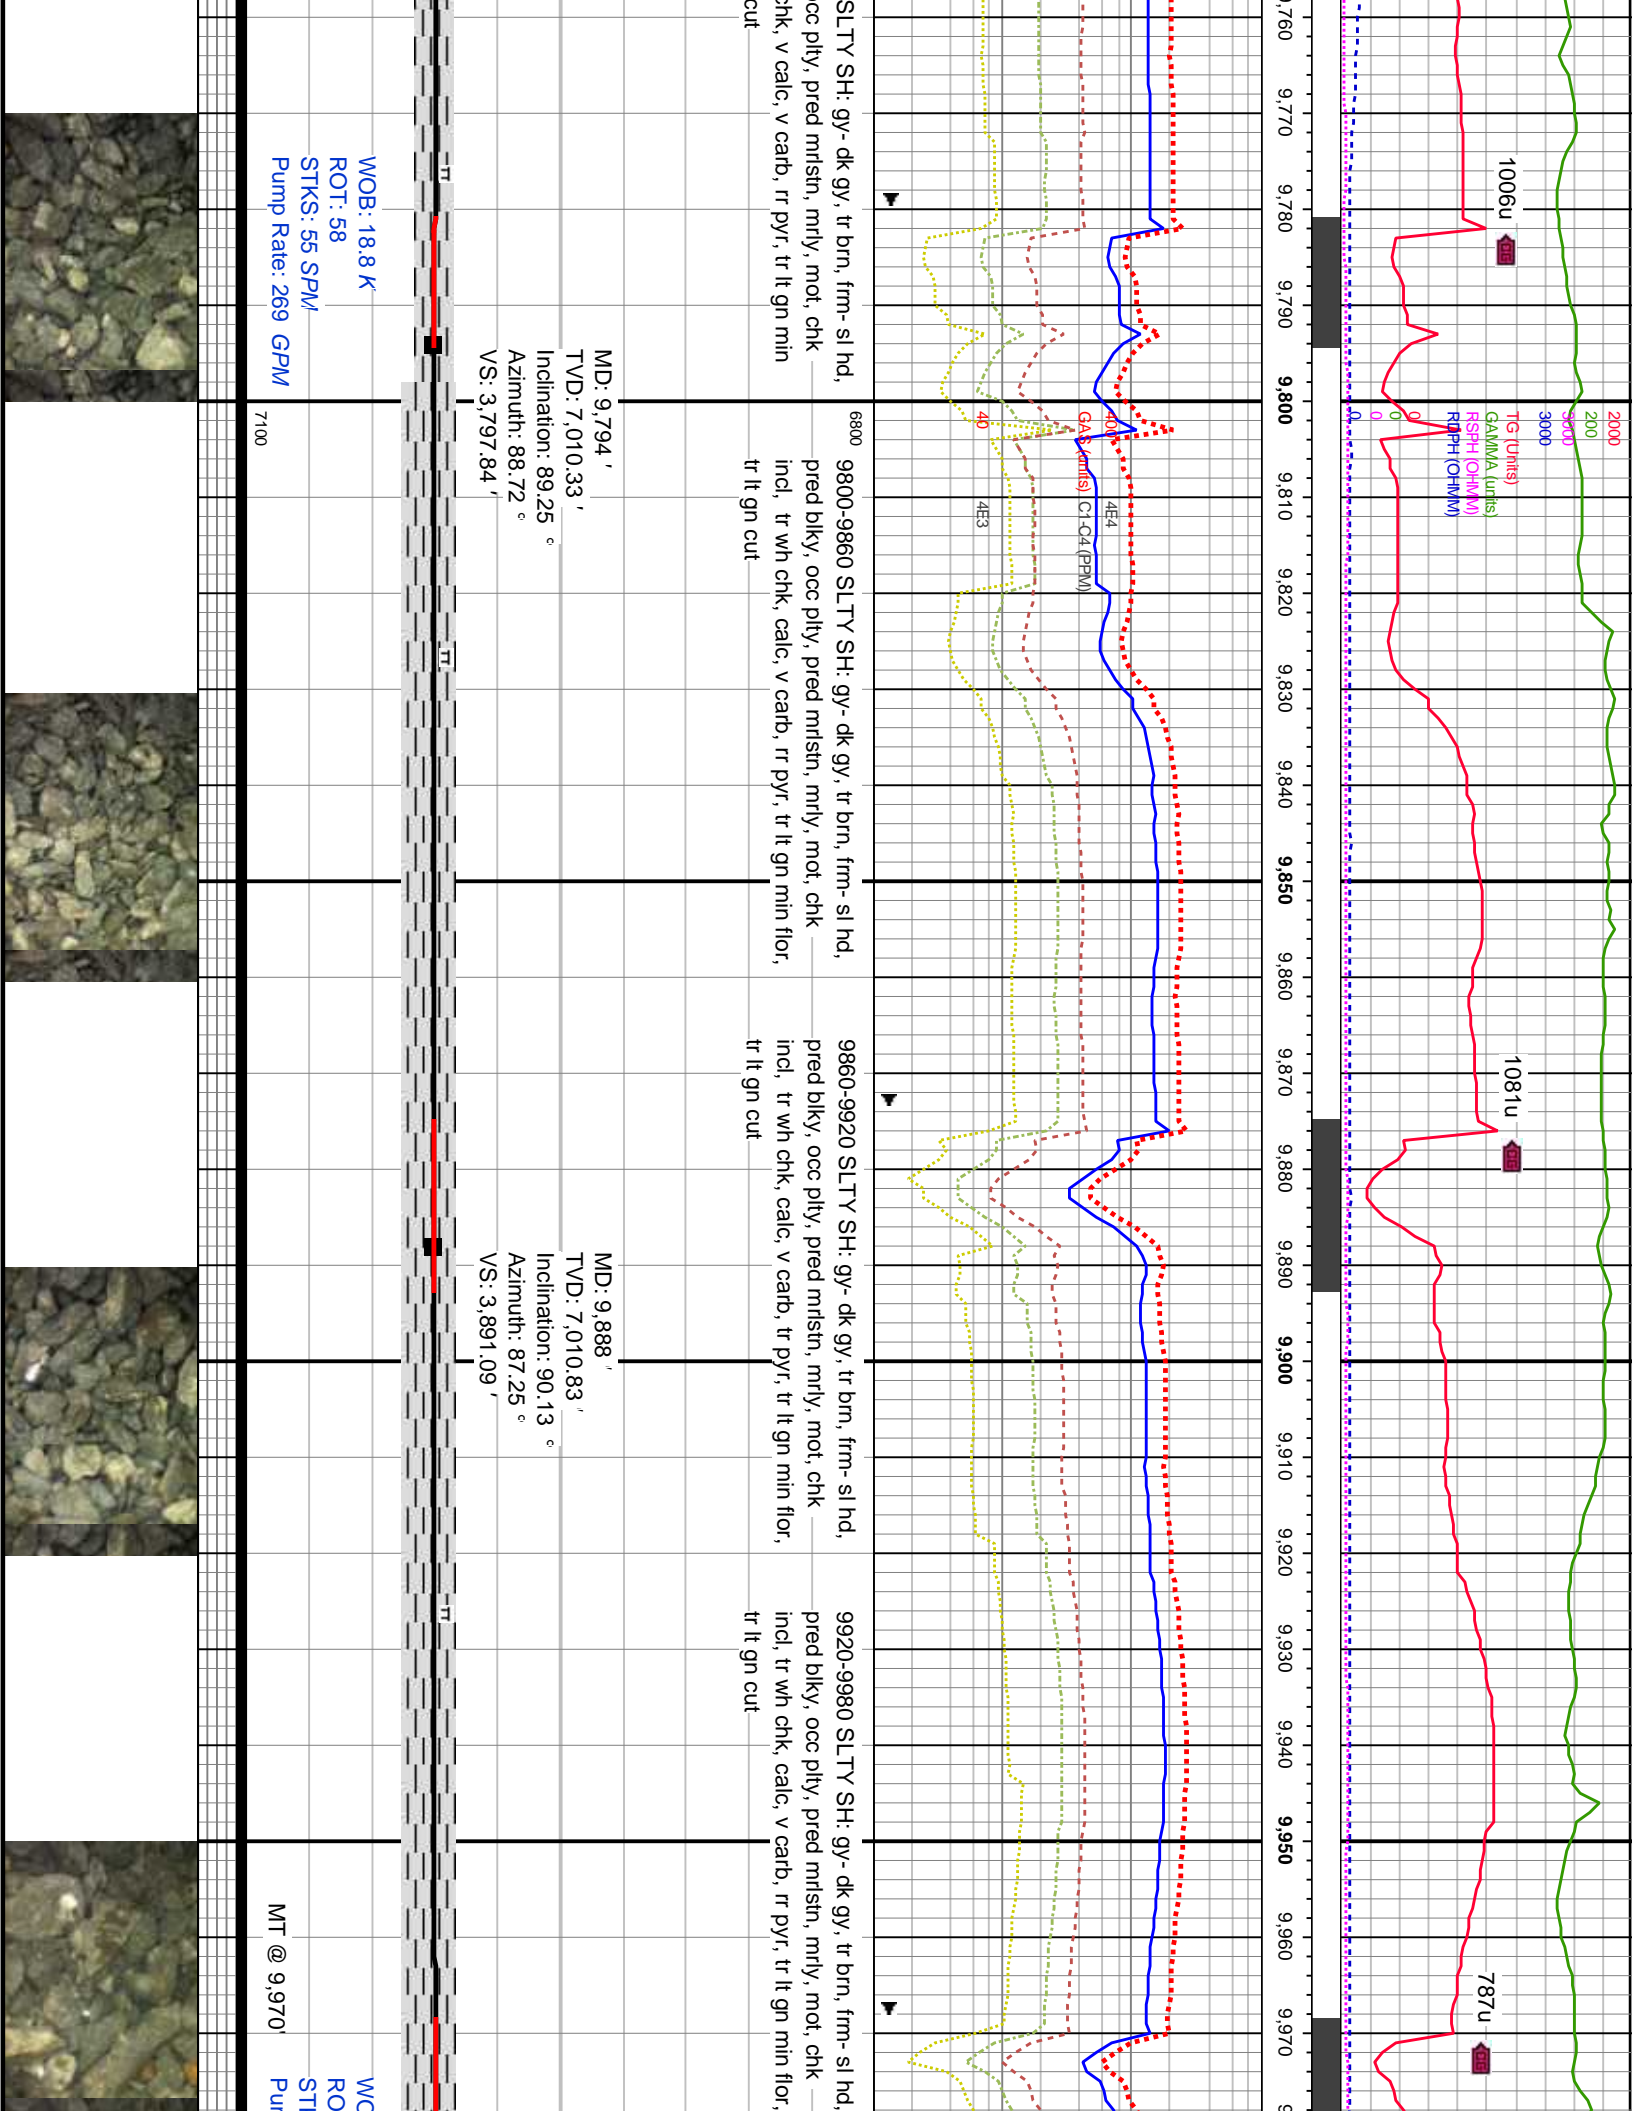 9,760
9,770
9,780
9,790
9,800
9,810
9,820
9,830
9,840
9,850
9,860
9,870
9,880
9,890
9,900
9,910
9,920
9,930
9,940
9,950
9,960
9,970
1006u
1081u
787u
2000
200
3000
3000
TG (Units)
GAMMA (units)
RSPH (OHMM)
RDPH (OHMM)
0
0
0
0
400
GAS (units)
40
4E4
C1-C4 (PPM)
4E3
SLTY SH: gy- dk gy, tr brn, frm- sl hd,
occ plty, pred mrlstn, mrly, mot, chk
chk, v calc, v carb, rr pyr, tr lt gn min
cut
9800-9860 SLTY SH: gy- dk gy, tr brn, frm- sl hd,
pred blky, occ plty, pred mrlstn, mrly, mot, chk
incl, tr wh chk, calc, v carb, rr pyr, tr lt gn min flor,
tr lt gn cut
9860-9920 SLTY SH: gy- dk gy, tr brn, frm- sl hd,
pred blky, occ plty, pred mrlstn, mrly, mot, chk
incl, tr wh chk, calc, v carb, tr pyr, tr lt gn min flor,
tr lt gn cut
9920-9980 SLTY SH: gy- dk gy, tr brn, frm- sl hd,
pred blky, occ plty, pred mrlstn, mrly, mot, chk
incl, tr wh chk, calc, v carb, rr pyr, tr lt gn min flor,
tr lt gn cut
6800
7100
MD: 9,794 '
TVD: 7,010.33 '
Inclination: 89.25 °
Azimuth: 88.72 °
VS: 3,797.84 '
MD: 9,888 '
TVD: 7,010.83 '
Inclination: 90.13 °
Azimuth: 87.25 °
VS: 3,891.09 '
TT
TT
TT
WOB: 18.8 K
ROT: 58
STKS: 55 SPM
Pump Rate: 269 GPM
MT @ 9,970'